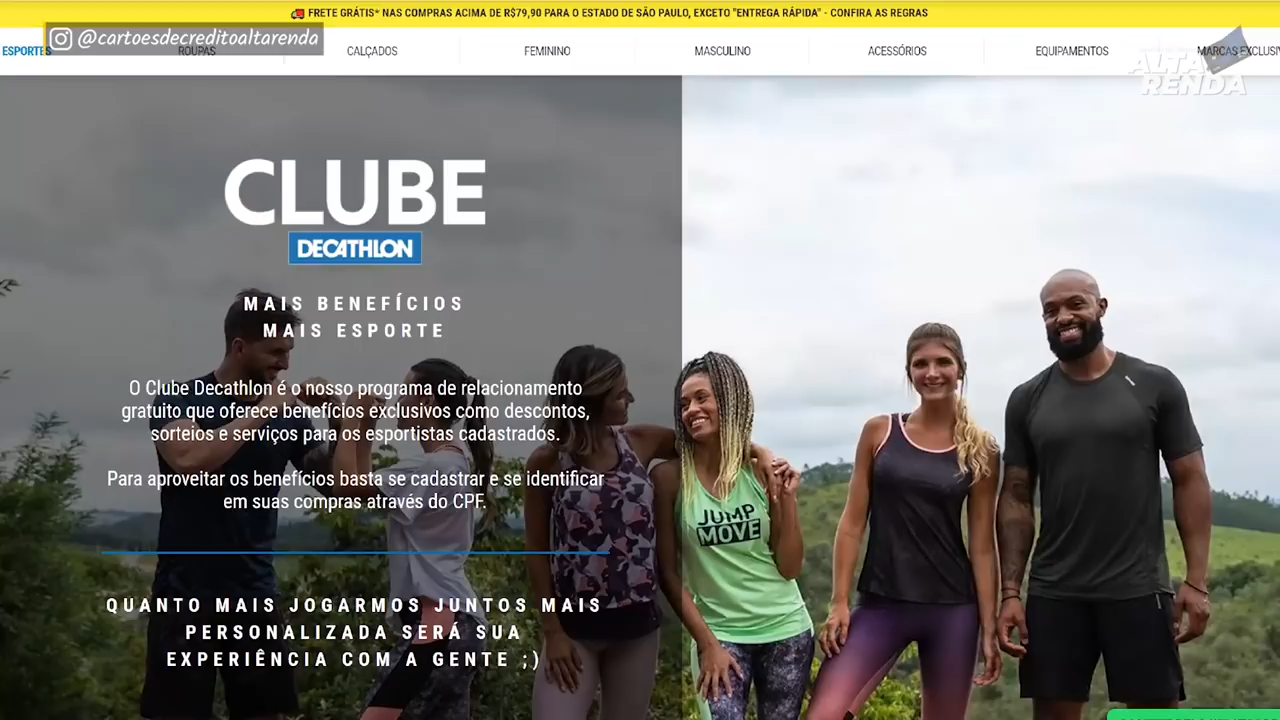 🚚 FRETE GRÁTIS* NAS COMPRAS ACIMA DE R$79,90 PARA O ESTADO DE SÃO PAULO, EXCETO "ENTREGA RÁPIDA" - CONFIRA AS REGRAS
@cartoesdecreditoaltarenda
ESPORTES ROUPAS CALÇADOS FEMININO MASCULINO ACESSÓRIOS EQUIPAMENTOS MARCAS
ALTA
RENDA
CLUBE
DECATHLON
MAIS BENEFÍCIOS
MAIS ESPORTE
O Clube Decathlon é o nosso programa de relacionamento
gratuito que oferece benefícios exclusivos como descontos,
sorteios e serviços para os esportistas cadastrados.
Para aproveitar os benefícios basta se cadastrar e se identificar
em suas compras através do CPF.
JUMP
MOVE
QUANTO MAIS JOGARMOS JUNTOS MAIS
PERSONALIZADA SERÁ SUA
EXPERIÊNCIA COM A GENTE ;)